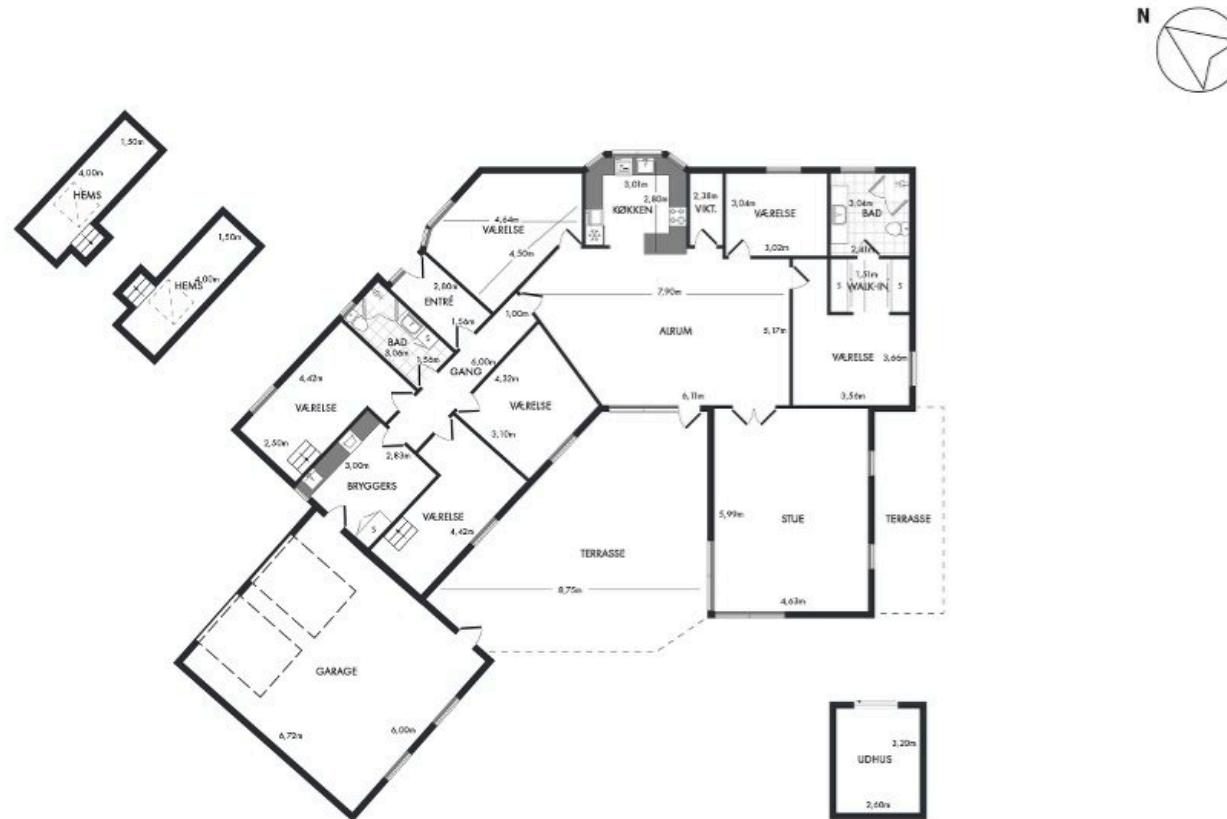 N
1,50m
4,00m
HEMS
1,50m
4,00m
HEMS
3,01m
2,80m
KØKKEN
2,38m
VIKT.
3,04m
VÆRELSE
3,02m
3,04m
BAD
2,41m
4,64m
VÆRELSE
4,50m
1,51m
WALK-IN
S
S
2,80m
ENTRÉ
1,56m
1,00m
7,90m
ALRUM
5,17m
6,11m
VÆRELSE
3,66m
3,56m
BAD
3,06m
1,56m
S
6,00m
GANG
4,42m
VÆRELSE
2,50m
4,32m
VÆRELSE
3,10m
2,83m
3,00m
BRYGGERS
S
VÆRELSE
4,42m
5,99m
STUE
4,63m
TERRASSE
TERRASSE
8,75m
GARAGE
6,72m
6,00m
3,20m
UDHUS
2,60m